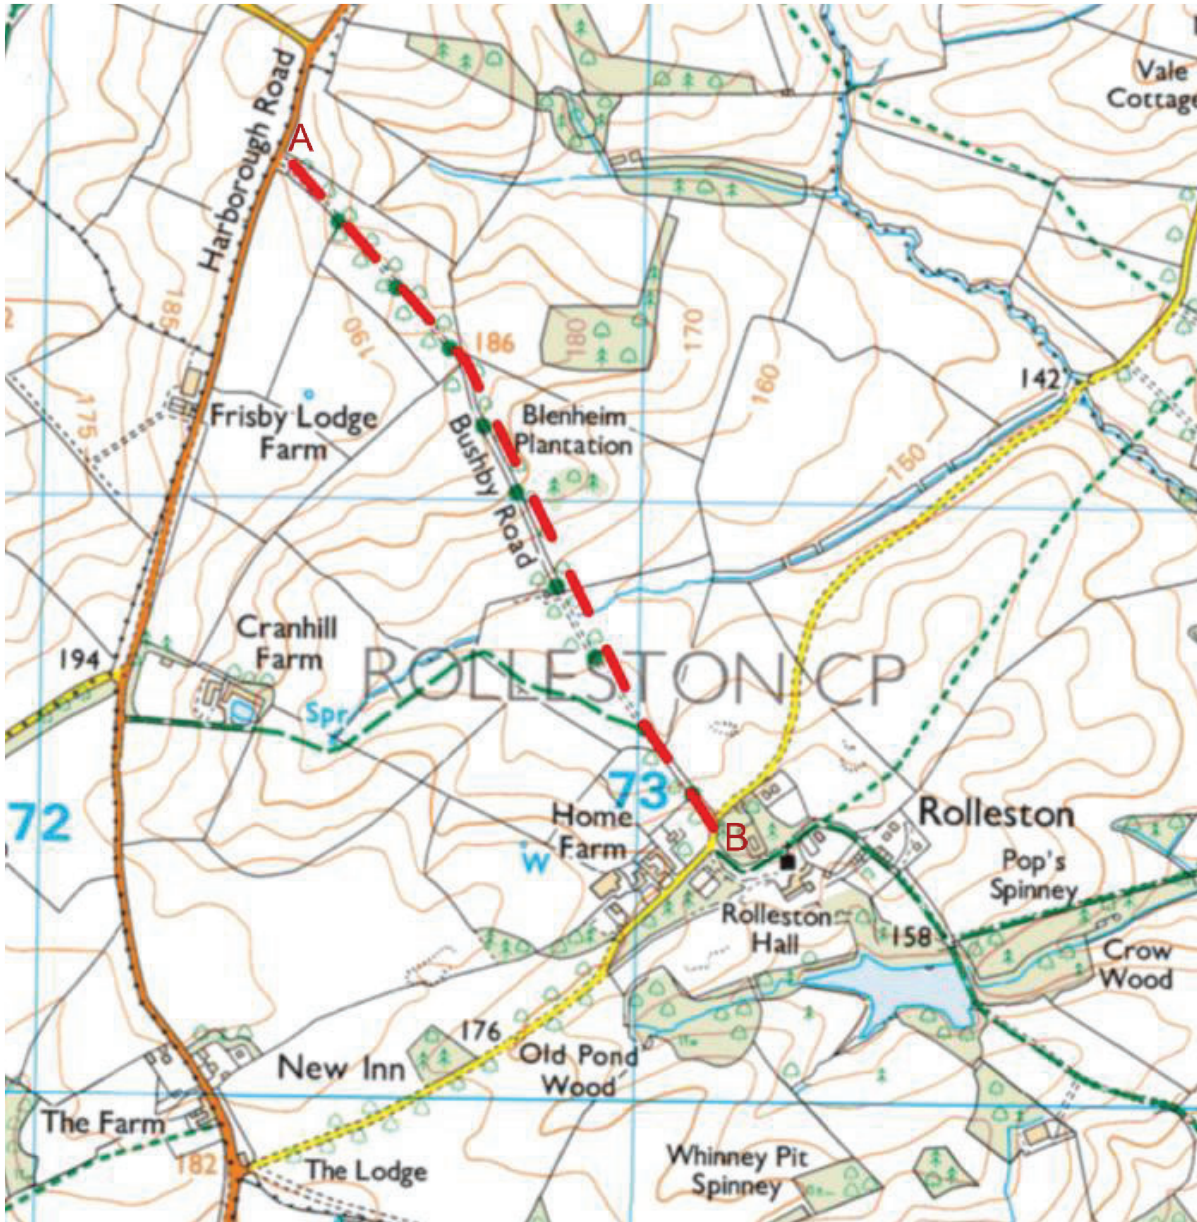 Vale
Cottage
Harborough Road
A
185
190
186
180
170
160
142
175
Frisby Lodge
Farm
Blenheim
Plantation
150
Bushby Road
Cranhill
Farm
194
ROLLESTON CP
Spr
73
72
Home
Farm
W
B
Rolleston
Pop's
Spinney
Rolleston
Hall
158
Crow
Wood
176
New Inn
Old Pond
Wood
The Farm
182
The Lodge
Whinney Pit
Spinney